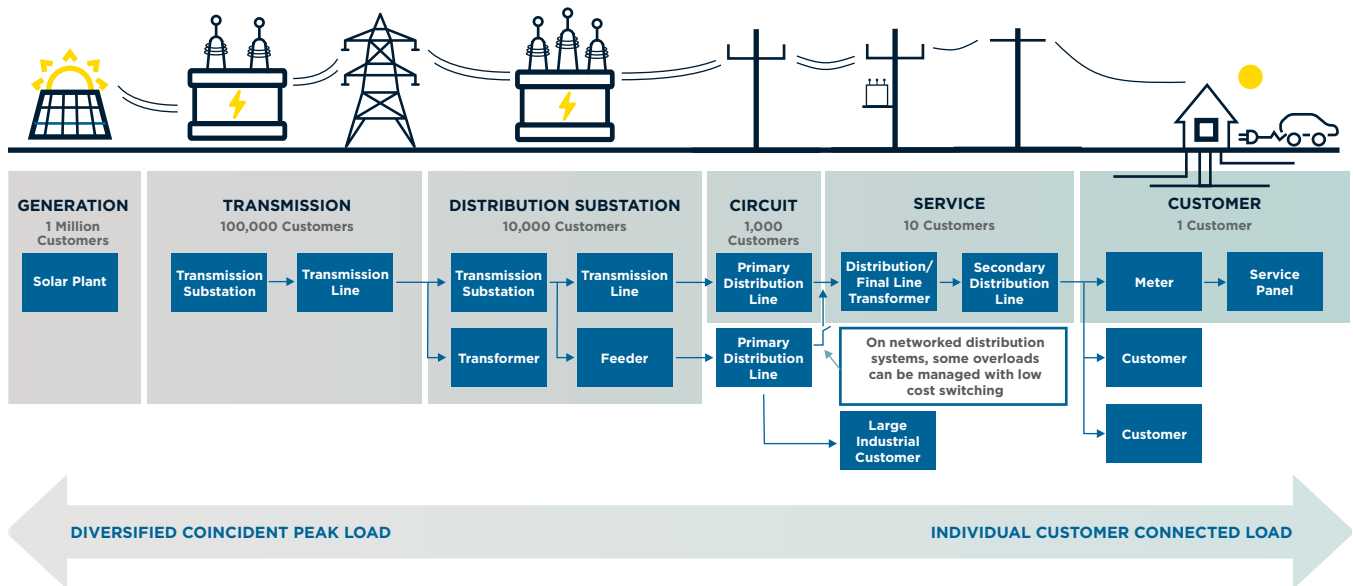 GENERATION
1 Million
Customers
TRANSMISSION
100,000 Customers
DISTRIBUTION SUBSTATION
10,000 Customers
CIRCUIT
1,000
Customers
SERVICE
10 Customers
CUSTOMER
1 Customer
Solar Plant
Transmission
Substation
Transmission
Line
Transmission
Substation
Transmission
Line
Primary
Distribution
Line
Distribution/
Final Line
Transformer
Secondary
Distribution
Line
Meter
Service
Panel
Transformer
Feeder
Primary
Distribution
Line
On networked distribution
systems, some overloads
can be managed with low
cost switching
Customer
Large
Industrial
Customer
Customer
DIVERSIFIED COINCIDENT PEAK LOAD
INDIVIDUAL CUSTOMER CONNECTED LOAD